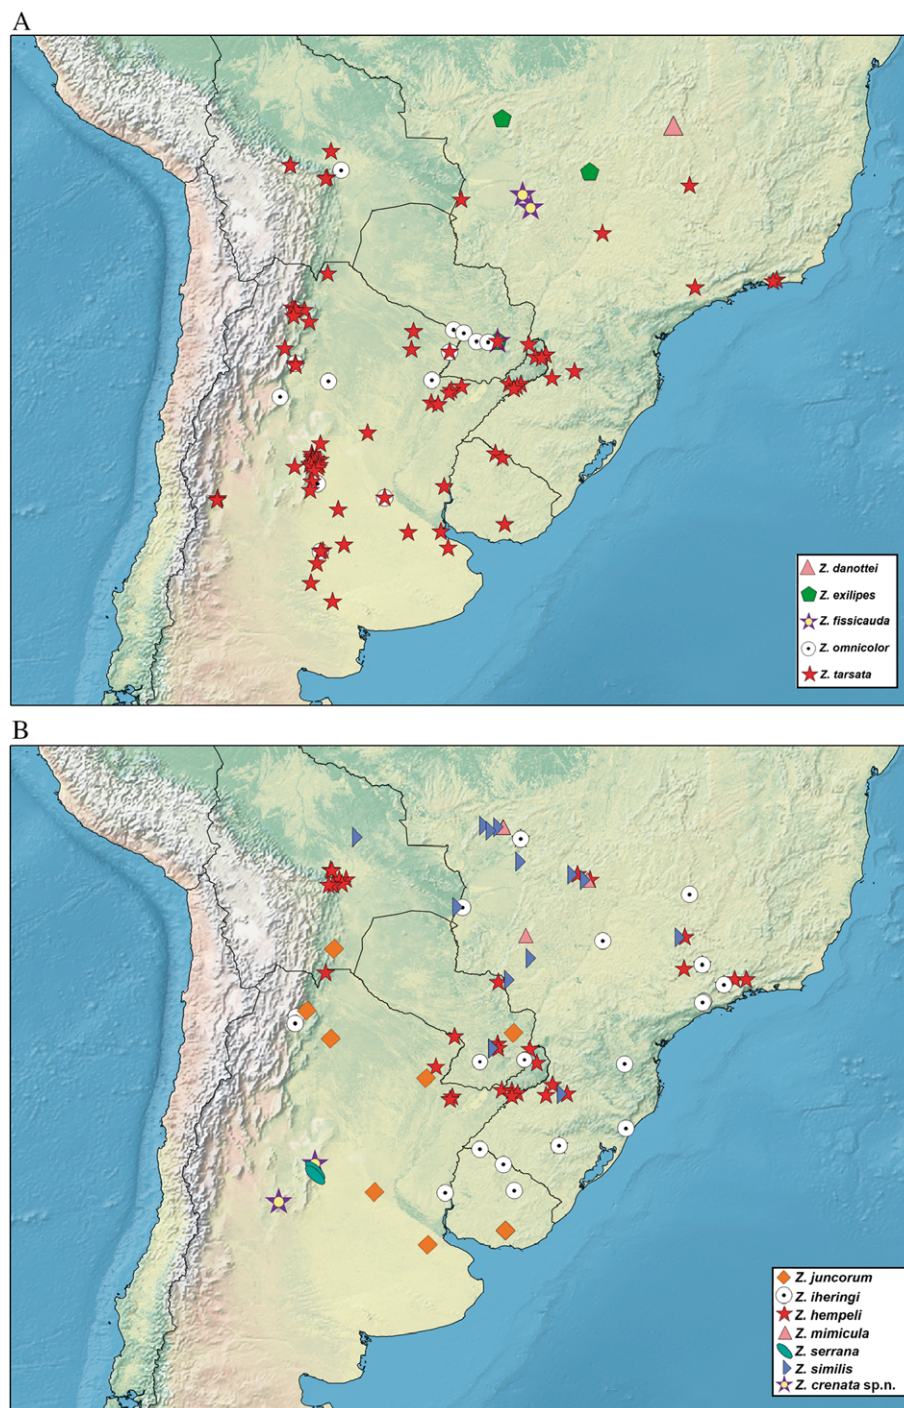 A
Z. danottei
Z. exilipes
Z. fissicauda
Z. omnicolor
Z. tarsata
B
Z. juncorum
Z. iheringi
Z. hempeli
Z. mimicula
Z. serrana
Z. similis
Z. crenata sp.n.